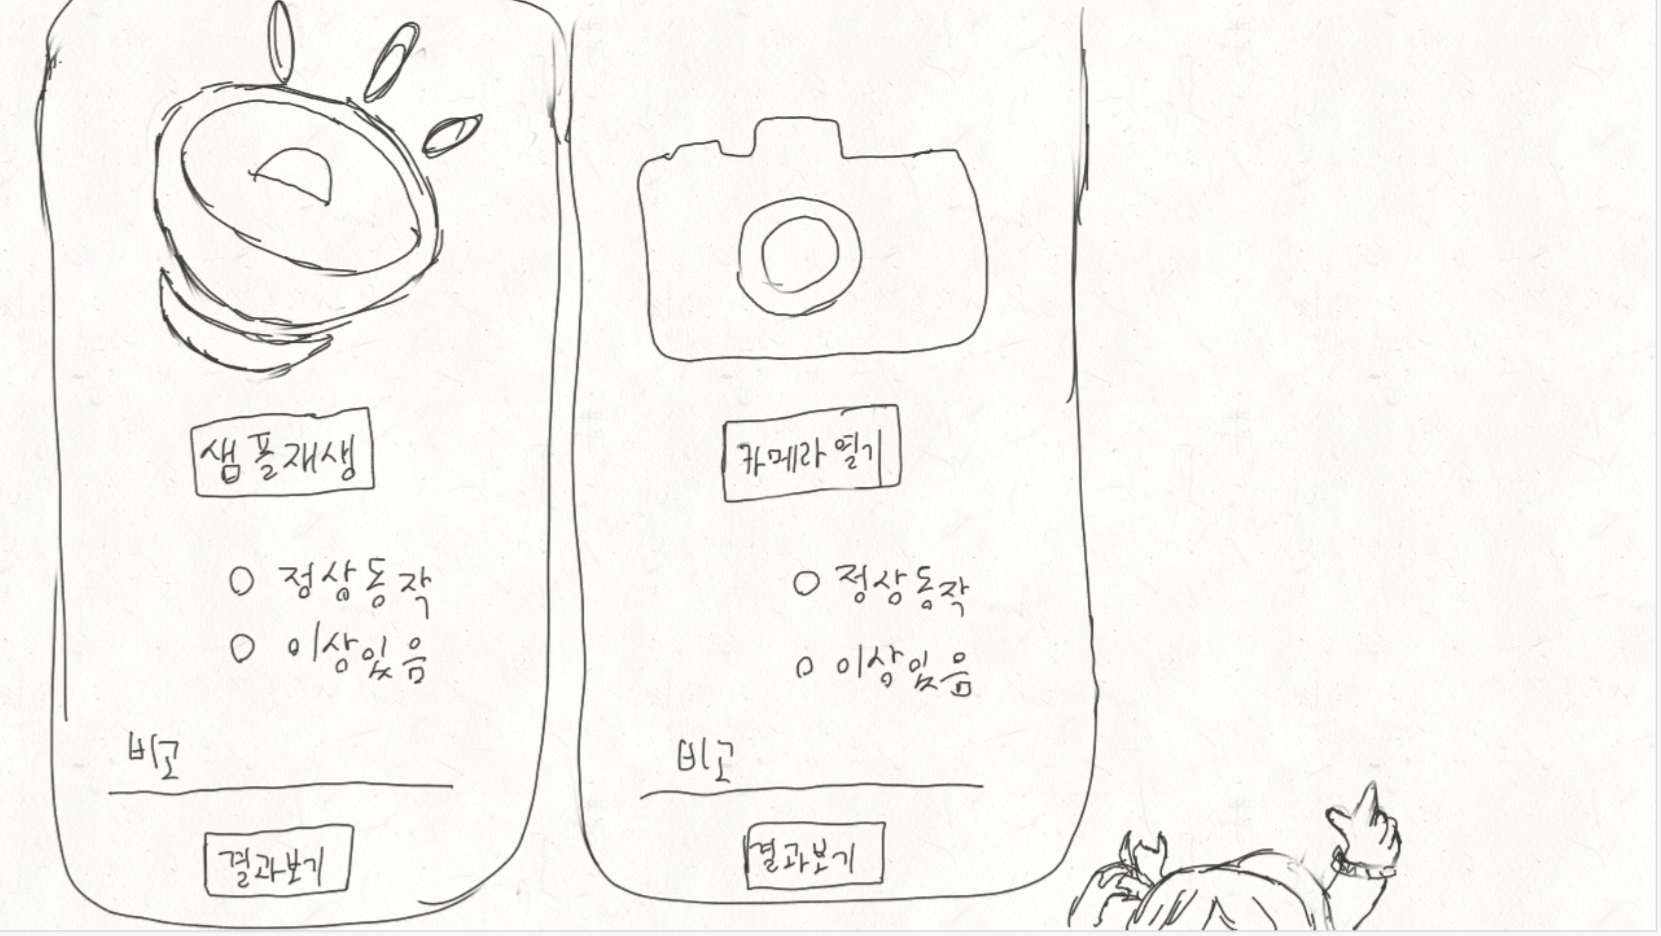 샘플재생
정상동작
이상있음
비고
결과보기
카메라 열기
정상동작
이상있음
비고
결과보기